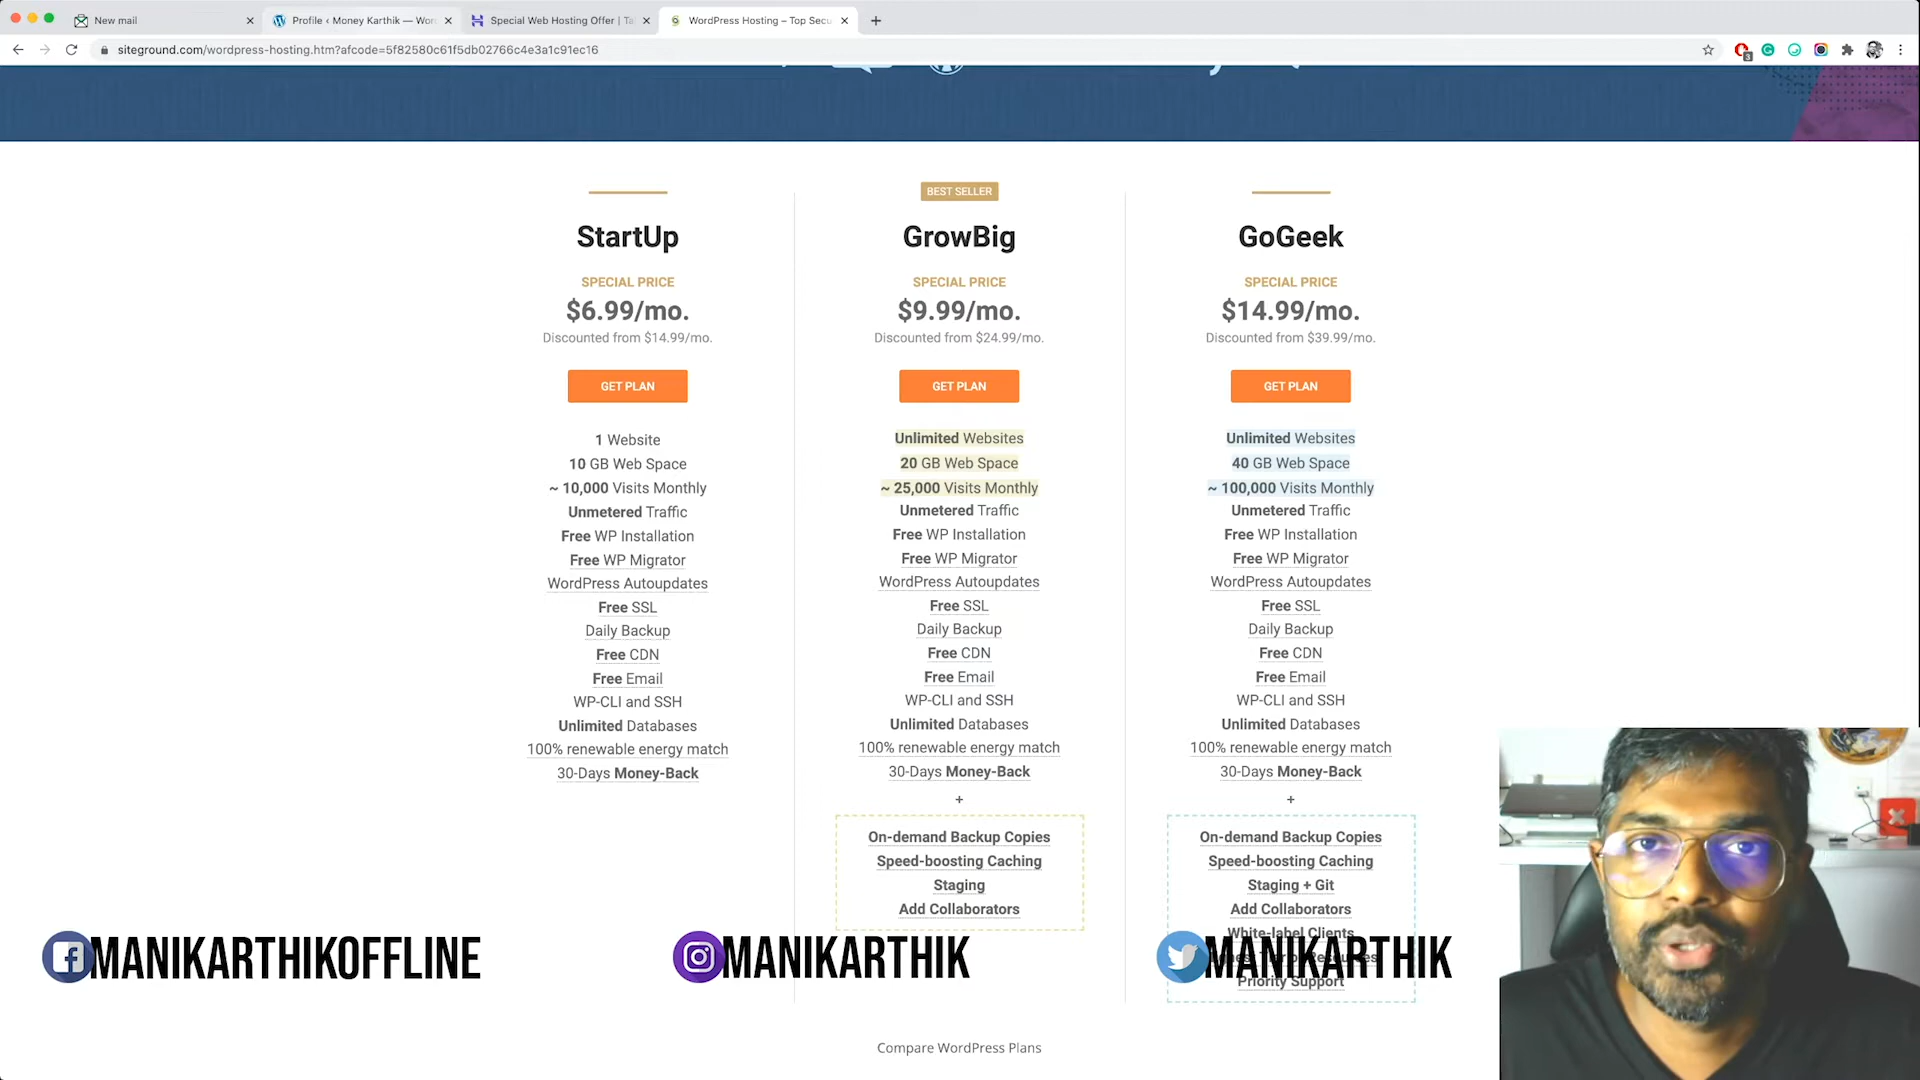 New mail
Profile ‹ Money Karthik — Wor
Special Web Hosting Offer | Ta
WordPress Hosting – Top Secu
siteground.com/wordpress-hosting.htm?afcode=5f82580c61f5db02766c4e3a1c91ec16
3
StartUp
SPECIAL PRICE
$6.99/mo.
Discounted from $14.99/mo.
GET PLAN
1 Website
10 GB Web Space
~ 10,000 Visits Monthly
Unmetered Traffic
Free WP Installation
Free WP Migrator
WordPress Autoupdates
Free SSL
Daily Backup
Free CDN
Free Email
WP-CLI and SSH
Unlimited Databases
100% renewable energy match
30-Days Money-Back
BEST SELLER
GrowBig
SPECIAL PRICE
$9.99/mo.
Discounted from $24.99/mo.
GET PLAN
Unlimited Websites
20 GB Web Space
~ 25,000 Visits Monthly
Unmetered Traffic
Free WP Installation
Free WP Migrator
WordPress Autoupdates
Free SSL
Daily Backup
Free CDN
Free Email
WP-CLI and SSH
Unlimited Databases
100% renewable energy match
30-Days Money-Back
+
On-demand Backup Copies
Speed-boosting Caching
Staging
Add Collaborators
GoGeek
SPECIAL PRICE
$14.99/mo.
Discounted from $39.99/mo.
GET PLAN
Unlimited Websites
40 GB Web Space
~ 100,000 Visits Monthly
Unmetered Traffic
Free WP Installation
Free WP Migrator
WordPress Autoupdates
Free SSL
Daily Backup
Free CDN
Free Email
WP-CLI and SSH
Unlimited Databases
100% renewable energy match
30-Days Money-Back
+
On-demand Backup Copies
Speed-boosting Caching
Staging + Git
Add Collaborators
White-label Clients
Priority Support
MANIKARTHIKOFFLINE
MANIKARTHIK
MANIKARTHIK
Compare WordPress Plans